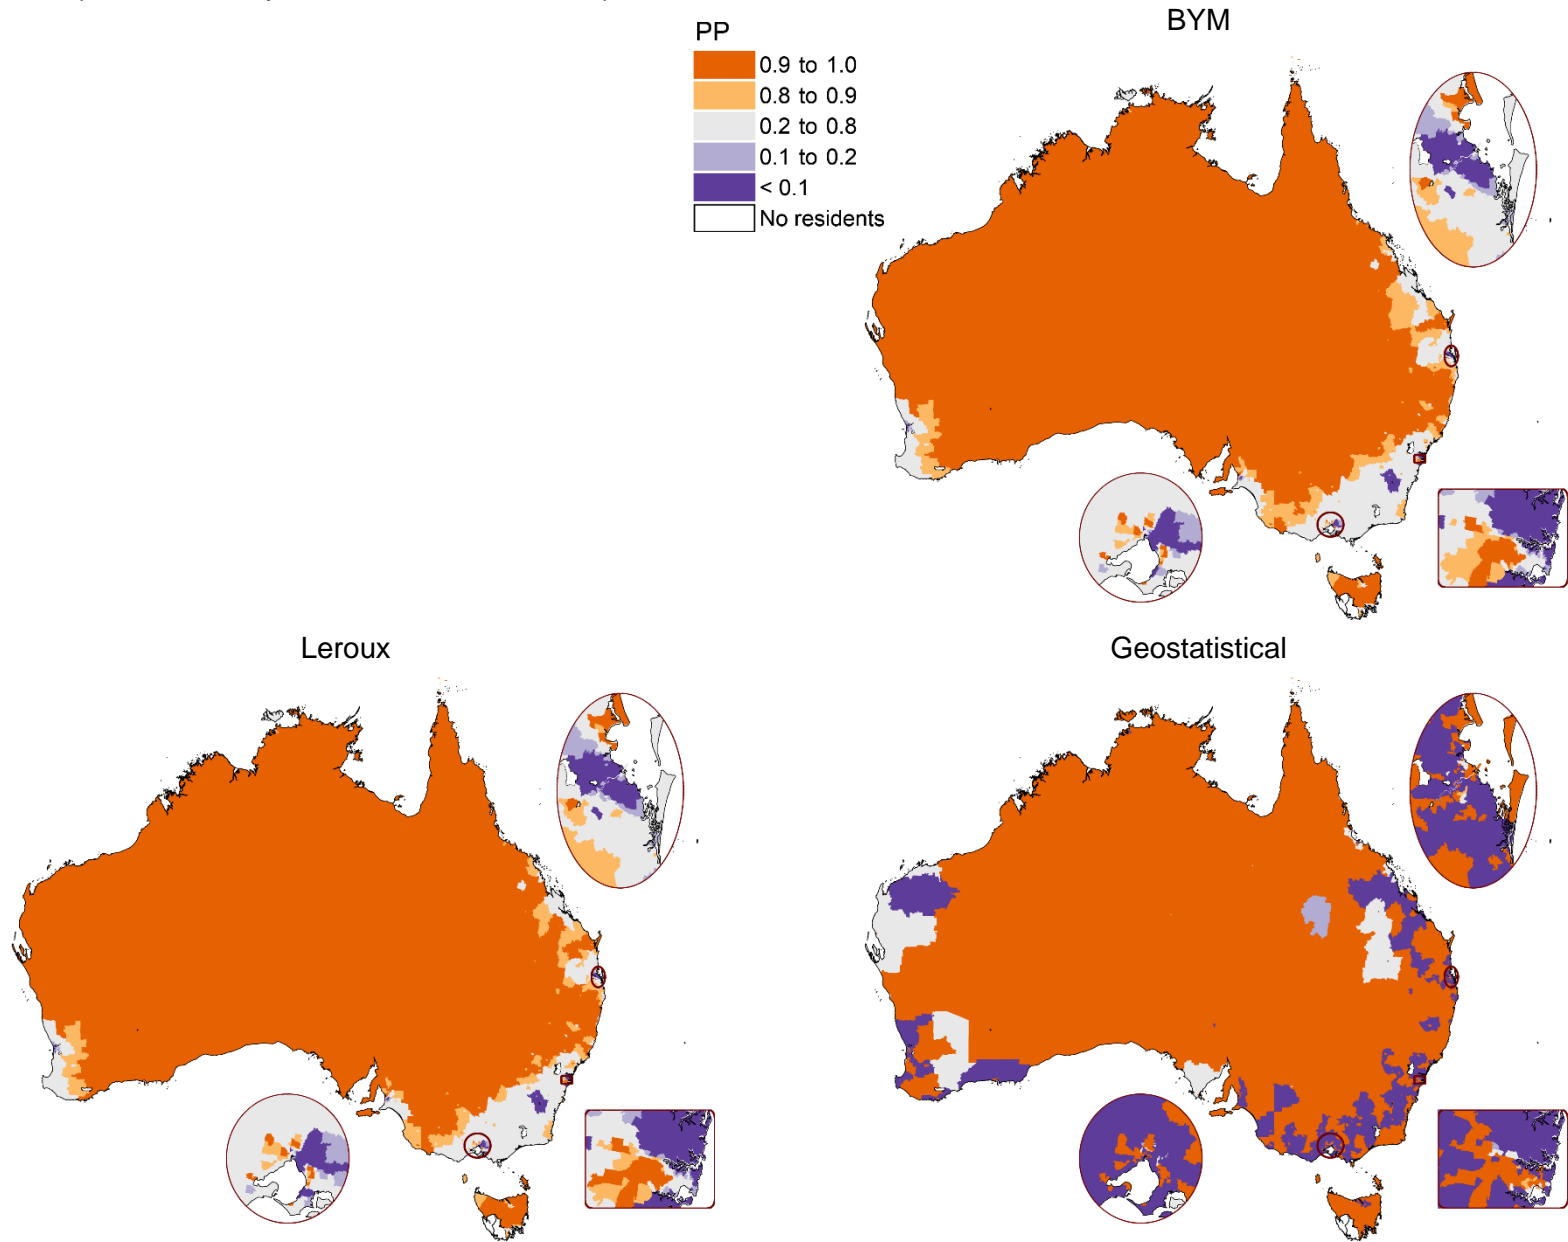 BYM
PP
0.9 to 1.0
0.8 to 0.9
0.2 to 0.8
0.1 to 0.2
< 0.1
No residents
Leroux
Geostatistical